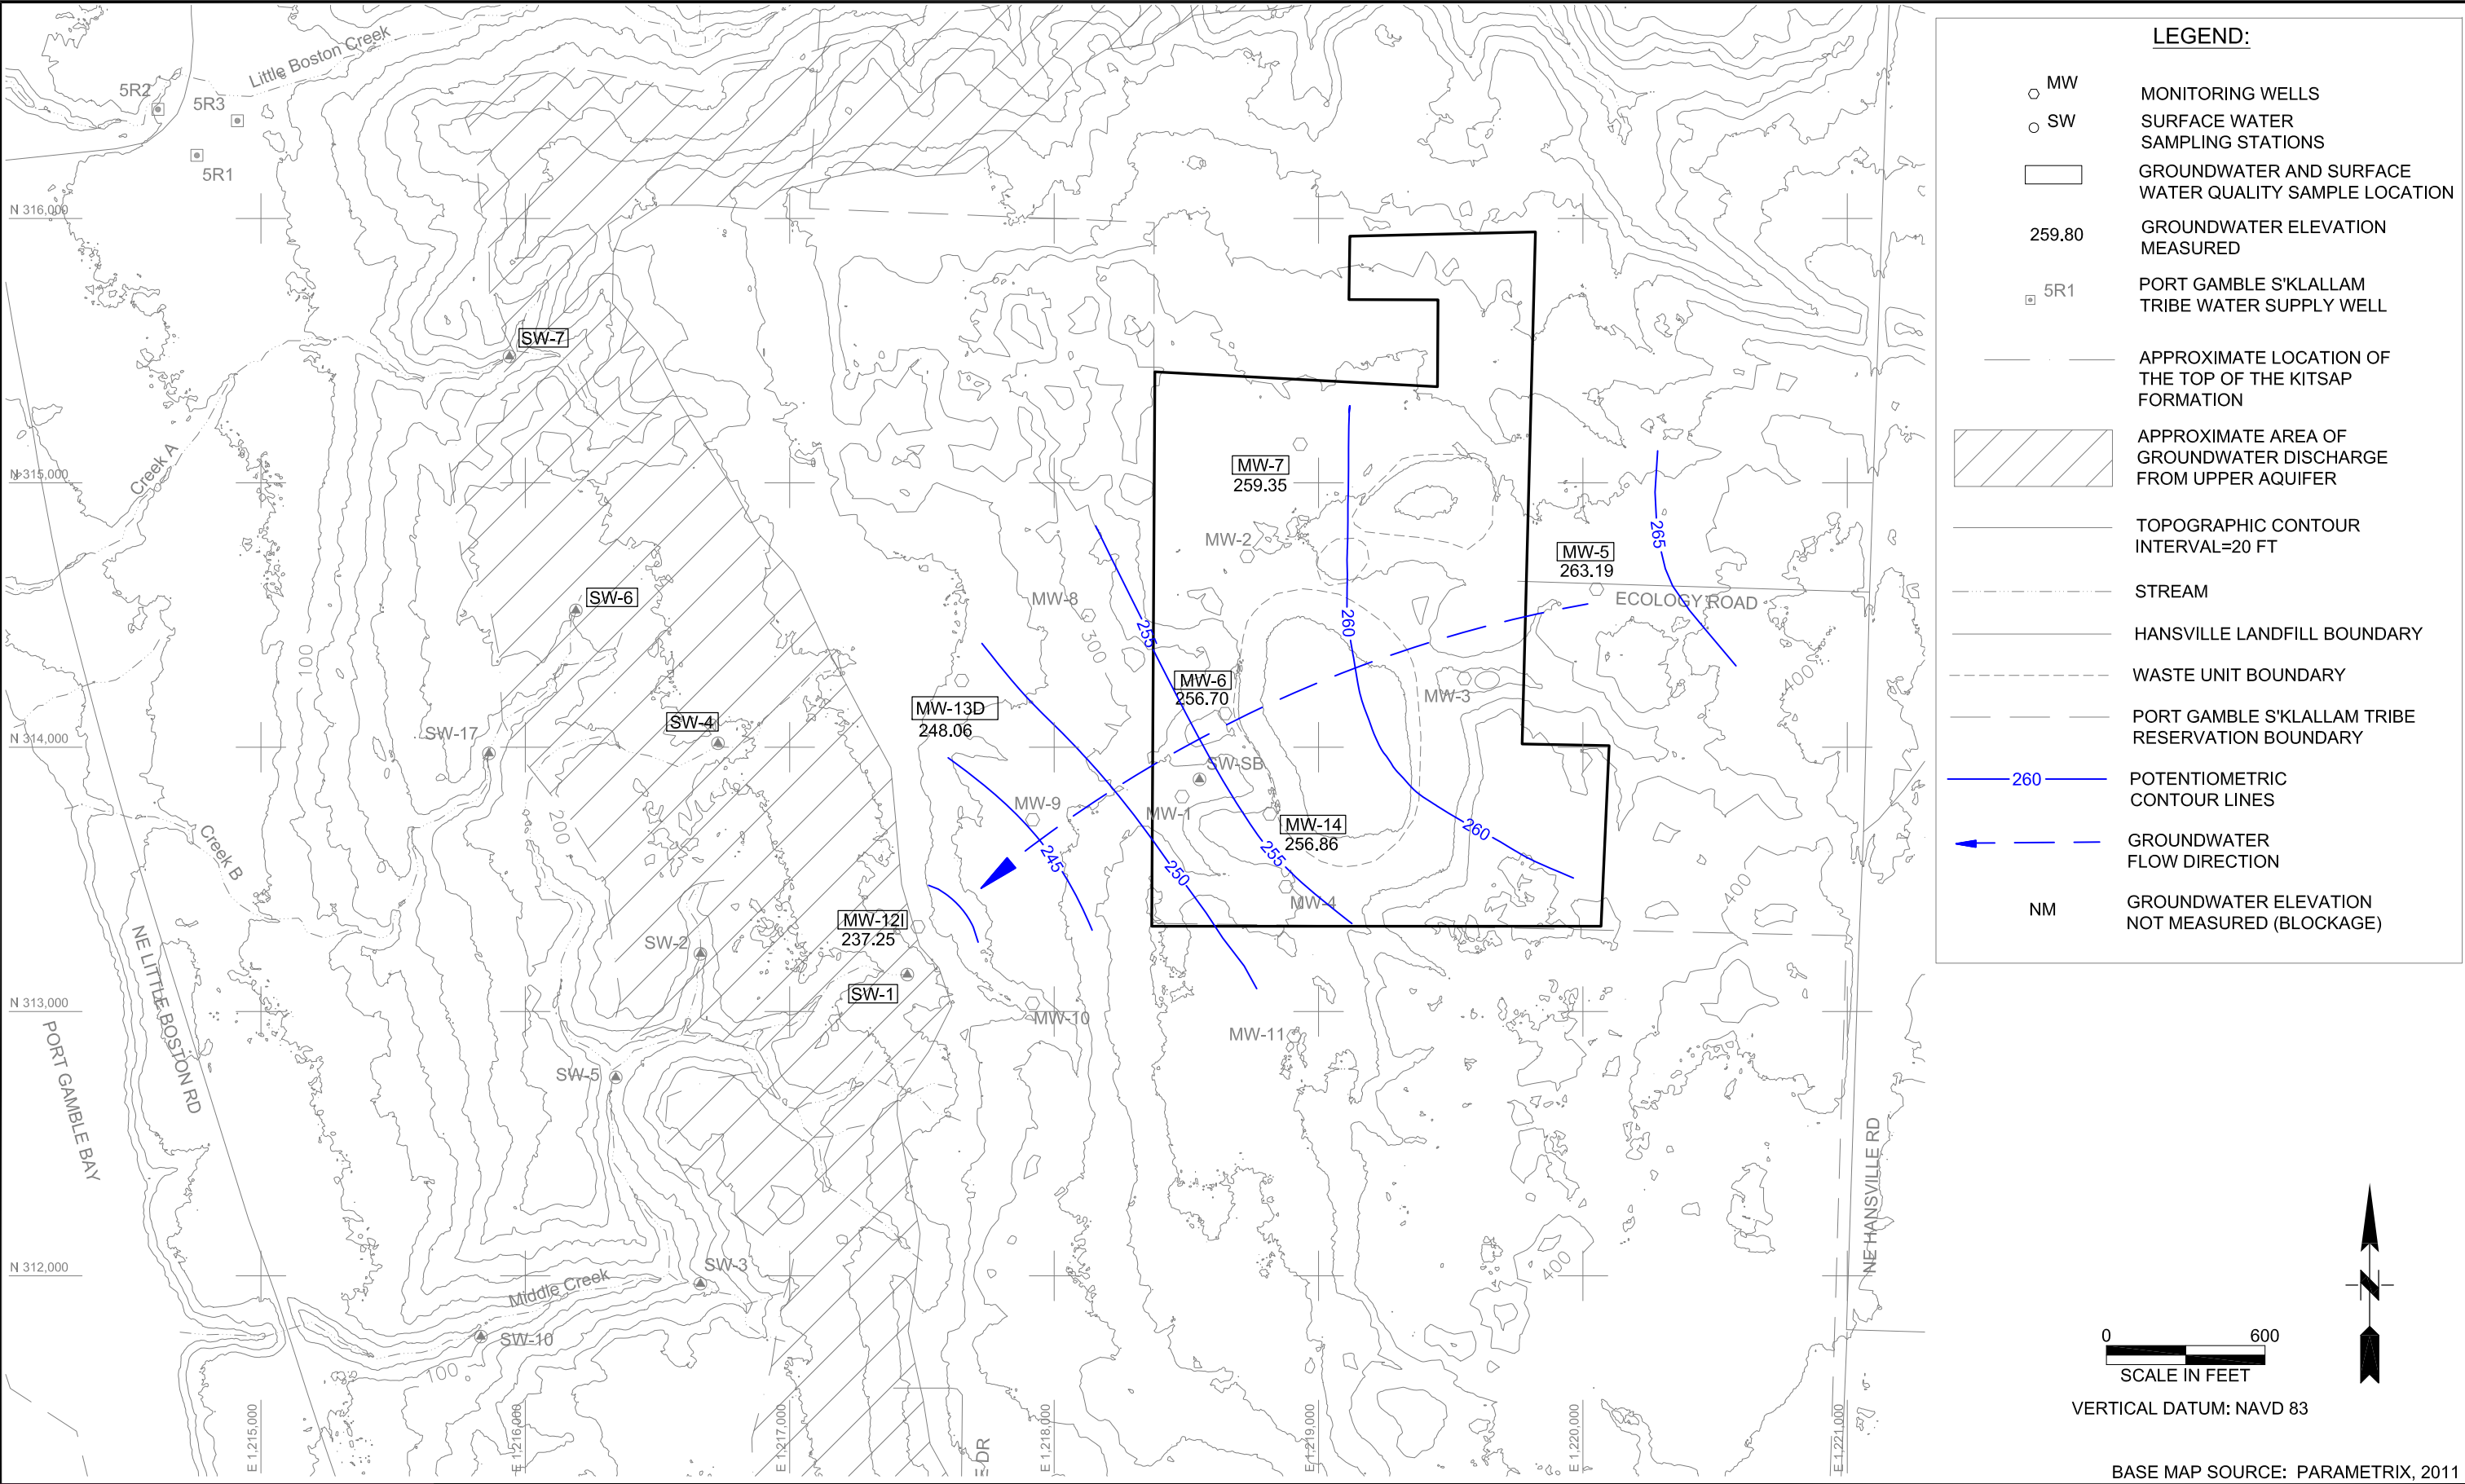 Little Boston Creek
5R2
5R3
5R1
N 316,000
SW-7
N 315,000
Creek A
MW-7
259.35
MW-2
265
MW-5
263.19
ECOLOGY ROAD
SW-6
MW-8
255
260
300
100
MW-6
256.70
MW-3
400
MW-13D
248.06
SW-4
SW-17
N 314,000
SW-SB
MW-9
MW-1
200
MW-14
256.86
260
Creek B
245
250
255
MW-4
400
MW-12I
237.25
SW-2
SW-1
NE LITTLE BOSTON RD
PORT GAMBLE BAY
N 313,000
MW-10
MW-11
SW-5
NE HANSVILLE RD
N 312,000
SW-3
400
Middle Creek
SW-10
100
E 1,215,000
E 1,216,000
E 1,217,000
E DR
E 1,218,000
E 1,219,000
E 1,220,000
E 1,221,000
LEGEND:
MW
MONITORING WELLS
SW
SURFACE WATER
SAMPLING STATIONS
GROUNDWATER AND SURFACE
WATER QUALITY SAMPLE LOCATION
259.80
GROUNDWATER ELEVATION
MEASURED
5R1
PORT GAMBLE S'KLALLAM
TRIBE WATER SUPPLY WELL
APPROXIMATE LOCATION OF
THE TOP OF THE KITSAP
FORMATION
APPROXIMATE AREA OF
GROUNDWATER DISCHARGE
FROM UPPER AQUIFER
TOPOGRAPHIC CONTOUR
INTERVAL=20 FT
STREAM
HANSVILLE LANDFILL BOUNDARY
WASTE UNIT BOUNDARY
PORT GAMBLE S'KLALLAM TRIBE
RESERVATION BOUNDARY
260
POTENTIOMETRIC
CONTOUR LINES
GROUNDWATER
FLOW DIRECTION
NM
GROUNDWATER ELEVATION
NOT MEASURED (BLOCKAGE)
N
0 600
SCALE IN FEET
VERTICAL DATUM: NAVD 83
BASE MAP SOURCE: PARAMETRIX, 2011